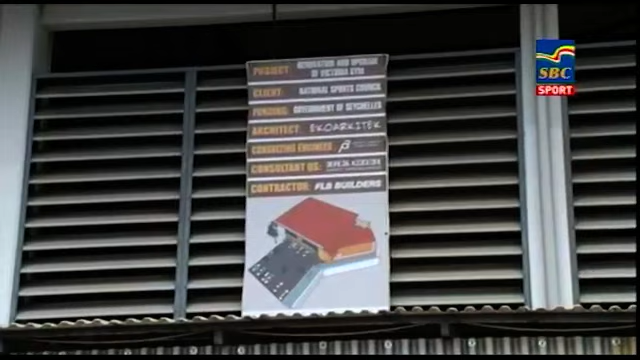 PROJECT: RENOVATION AND UPGRADE
OF VICTORIA GYM
CLIENT: NATIONAL SPORTS COUNCIL
FUNDING: GOVERNMENT OF SEYCHELLES
ARCHITECT: EKOARKITEK
CONSULTING ENGINEERS
CONSULTANT QS:
CONTRACTOR: FLB BUILDERS
SBC
SPORT